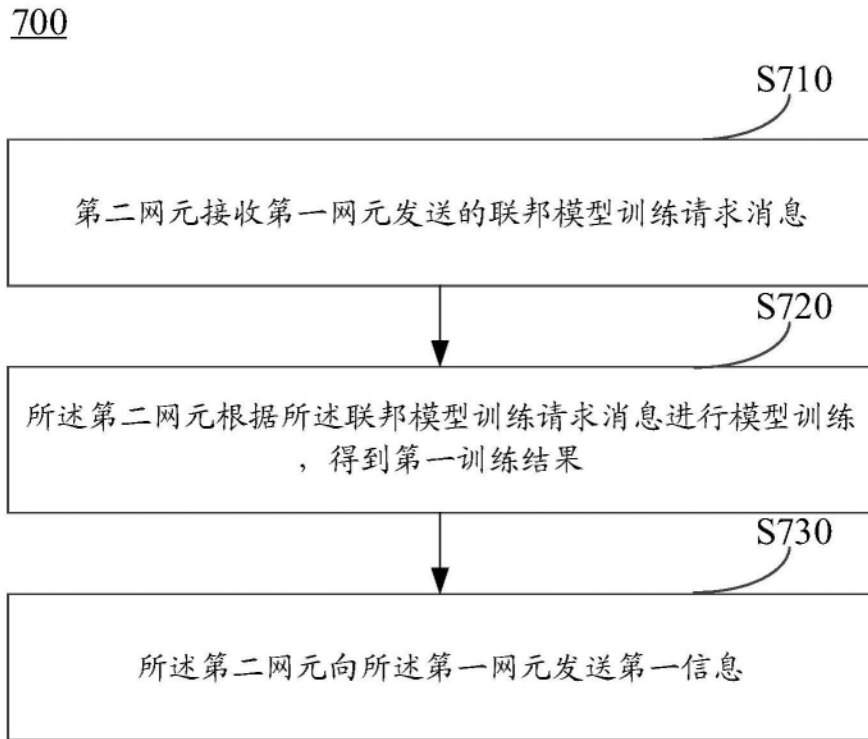 700
S710
第二网元接收第一网元发送的联邦模型训练请求消息
S720
所述第二网元根据所述联邦模型训练请求消息进行模型训练
，得到第一训练结果
S730
所述第二网元向所述第一网元发送第一信息